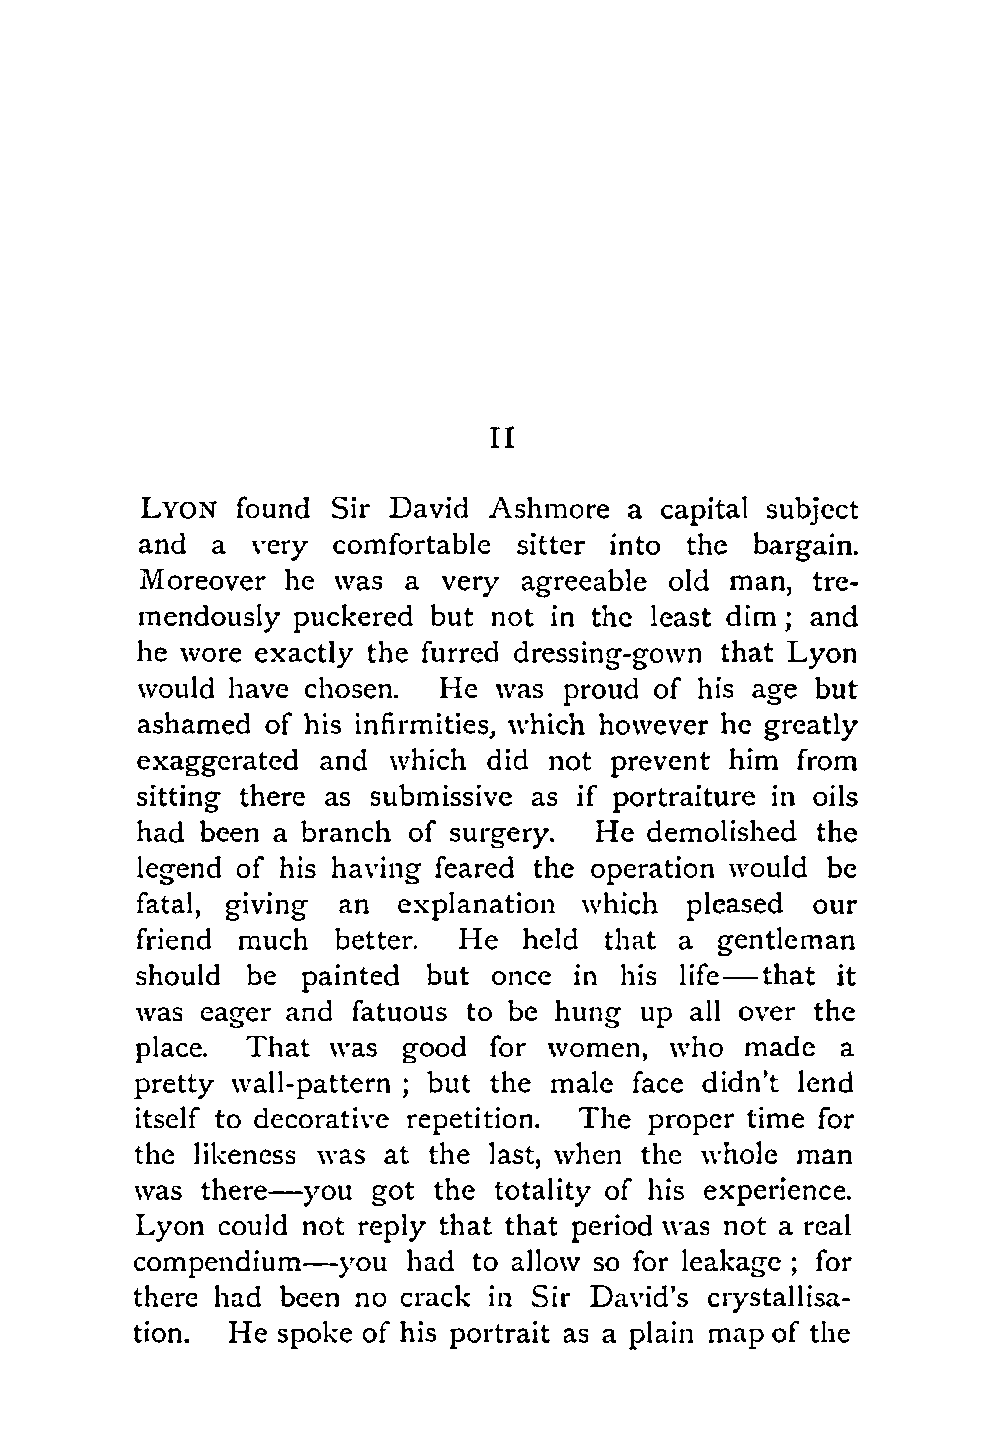 II
LYON found Sir David Ashmore a capital subject
and a very comfortable sitter into the bargain.
Moreover he was a very agreeable old man, tre-
mendously puckered but not in the least dim; and
he wore exactly the furred dressing-gown that Lyon
would have chosen. He was proud of his age but
ashamed of his infirmities, which however he greatly
exaggerated and which did not prevent him from
sitting there as submissive as if portraiture in oils
had been a branch of surgery. He demolished the
legend of his having feared the operation would be
fatal, giving an explanation which pleased our
friend much better. He held that a gentleman
should be painted but once in his life—that it
was eager and fatuous to be hung up all over the
place. That was good for women, who made a
pretty wall-pattern; but the male face didn't lend
itself to decorative repetition. The proper time for
the likeness was at the last, when the whole man
was there—you got the totality of his experience.
Lyon could not reply that that period was not a real
compendium—you had to allow so for leakage; for
there had been no crack in Sir David's crystallisa-
tion. He spoke of his portrait as a plain map of the